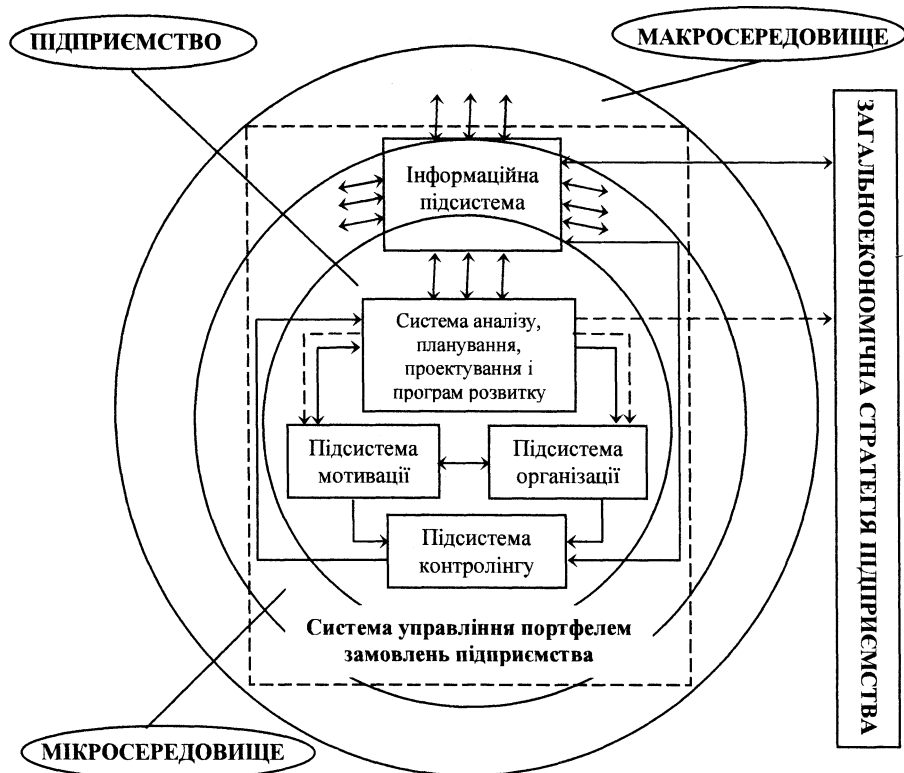 ПІДПРИЄМСТВО
МАКРОСЕРЕДОВИЩЕ
Інформаційна
підсистема
Система аналізу,
планування,
проектування і
програм розвитку
Підсистема
мотивації
Підсистема
організації
Підсистема
контролінгу
Система управління портфелем
замовлень підприємства
МІКРОСЕРЕДОВИЩЕ
ЗАГАЛЬНОЕКОНОМІЧНА СТРАТЕГІЯ ПІДПРИЄМСТВА